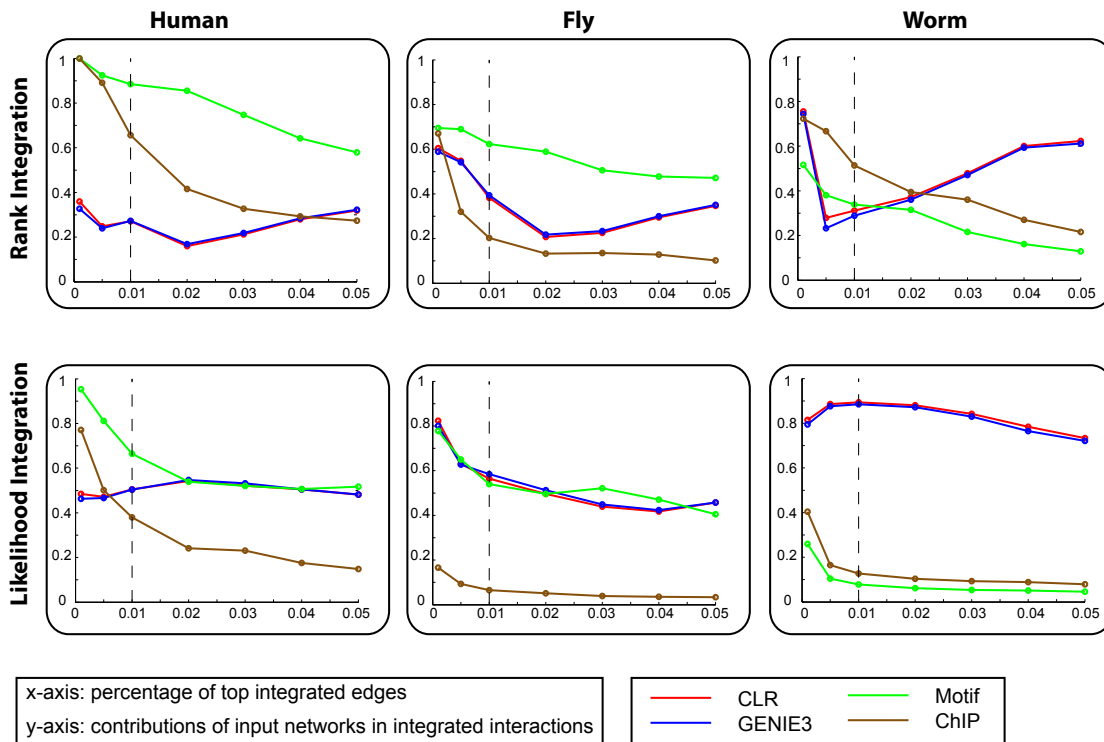 Human Fly Worm
Rank Integration
1 0.8 0.6 0.4 0.2 0
0 0.01 0.02 0.03 0.04 0.05
1 0.8 0.6 0.4 0.2 0
0 0.01 0.02 0.03 0.04 0.05
1 0.8 0.6 0.4 0.2 0
0 0.01 0.02 0.03 0.04 0.05
Likelihood Integration
1 0.8 0.6 0.4 0.2 0
0 0.01 0.02 0.03 0.04 0.05
1 0.8 0.6 0.4 0.2 0
0 0.01 0.02 0.03 0.04 0.05
1 0.8 0.6 0.4 0.2 0
0 0.01 0.02 0.03 0.04 0.05
x-axis: percentage of top integrated edges
y-axis: contributions of input networks in integrated interactions
CLR Motif
GENIE3 ChIP